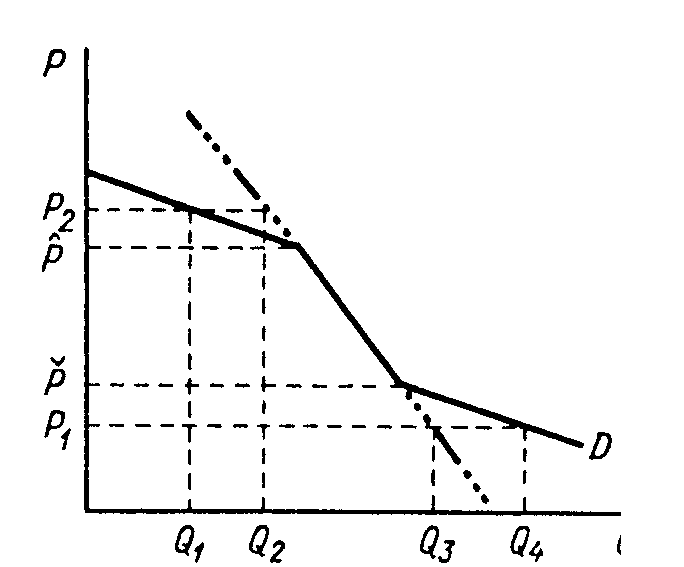 P
P₂
p̂
p̌
P₁
D
Q₁ Q₂ Q₃ Q₄